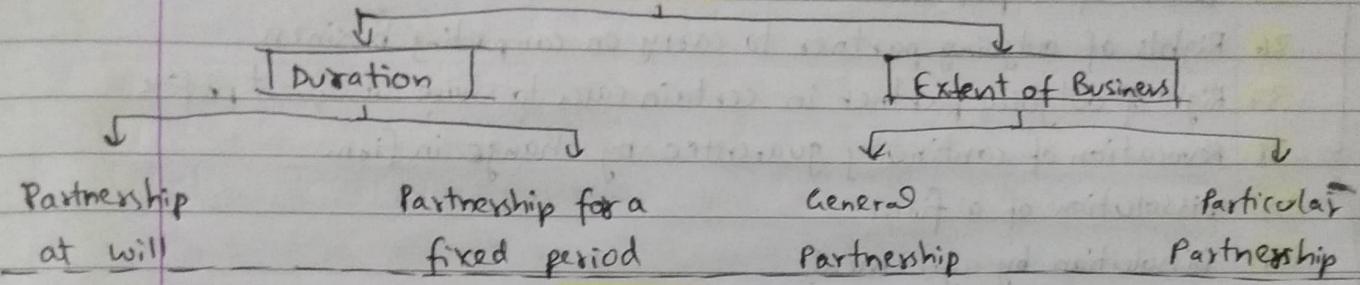 Duration Extent of Business
Partnership Partnership for a General Particular
at will fixed period Partnership Partnership